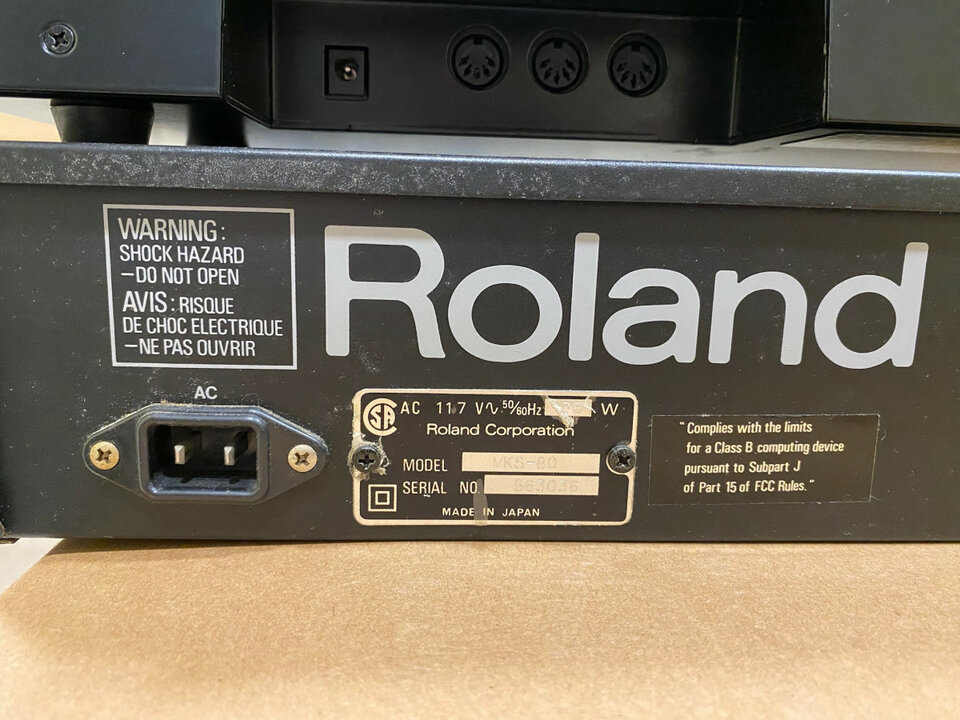 WARNING:
SHOCK HAZARD
–DO NOT OPEN
AVIS: RISQUE
DE CHOC ELECTRIQUE
–NE PAS OUVRIR
Roland
AC
AC 117 V∿ 50/60Hz W
Roland Corporation
MODEL MKS-80
SERIAL NO. 563036
MADE IN JAPAN
"Complies with the limits
for a Class B computing device
pursuant to Subpart J
of Part 15 of FCC Rules."